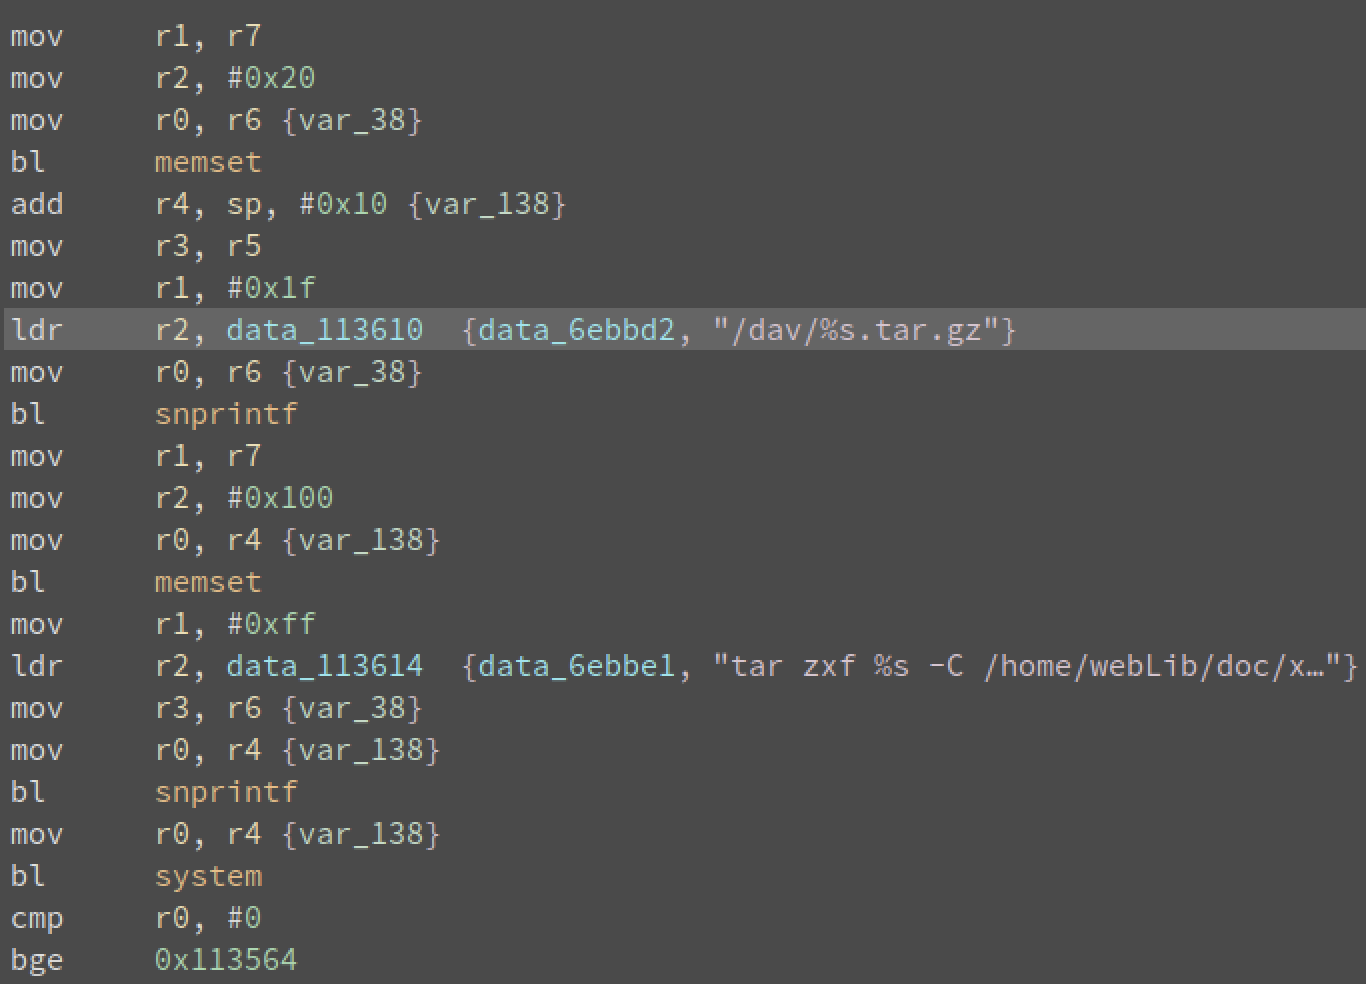 mov r1, r7
mov r2, #0x20
mov r0, r6 {var_38}
bl memset
add r4, sp, #0x10 {var_138}
mov r3, r5
mov r1, #0x1f
ldr r2, data_113610 {data_6ebbd2, "/dav/%s.tar.gz"}
mov r0, r6 {var_38}
bl snprintf
mov r1, r7
mov r2, #0x100
mov r0, r4 {var_138}
bl memset
mov r1, #0xff
ldr r2, data_113614 {data_6ebbe1, "tar zxf %s -C /home/webLib/doc/x…"}
mov r3, r6 {var_38}
mov r0, r4 {var_138}
bl snprintf
mov r0, r4 {var_138}
bl system
cmp r0, #0
bge 0x113564